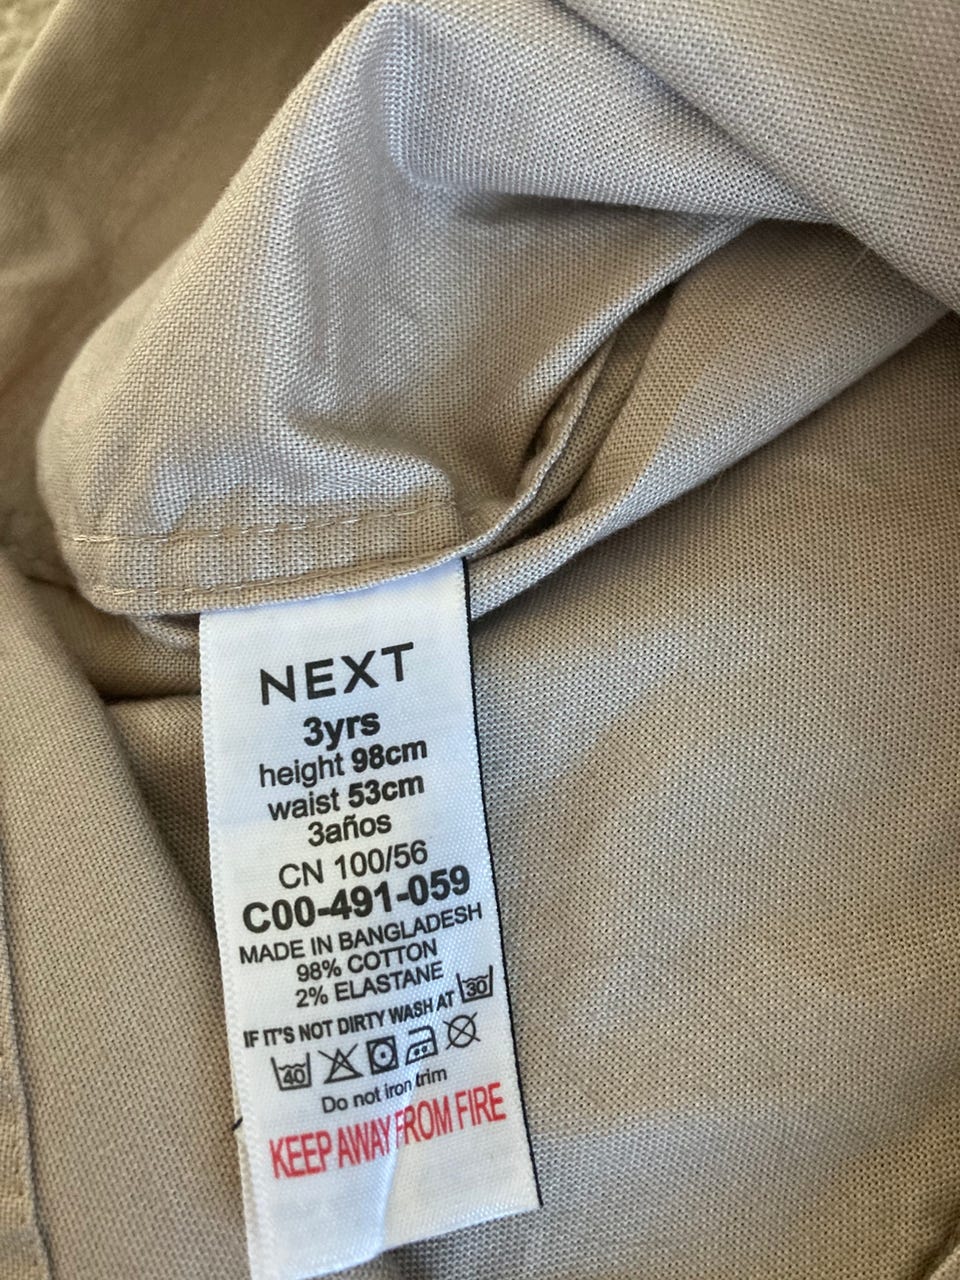 NEXT
3yrs
height 98cm
waist 53cm
3años
CN 100/56
C00-491-059
MADE IN BANGLADESH
98% COTTON
2% ELASTANE
IF IT'S NOT DIRTY WASH AT 30
40
Do not iron trim
KEEP AWAY FROM FIRE